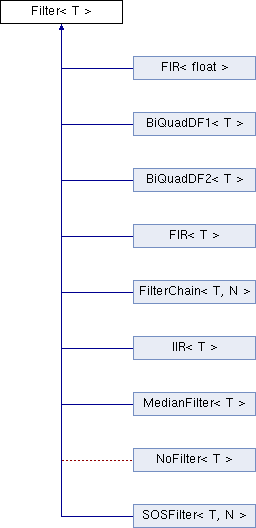 Filter< T >
FIR< float >
BiQuadDF1< T >
BiQuadDF2< T >
FIR< T >
FilterChain< T, N >
IIR< T >
MedianFilter< T >
NoFilter< T >
SOSFilter< T, N >